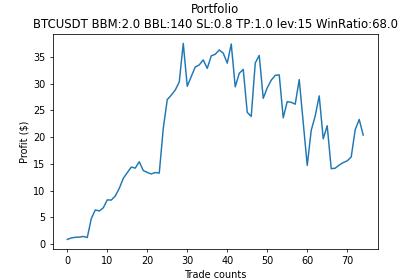 Portfolio
BTCUSDT BBM:2.0 BBL:140 SL:0.8 TP:1.0 lev:15 WinRatio:68.0
35
30
25
20
15
10
5
0
Profit ($)
0 10 20 30 40 50 60 70
Trade counts